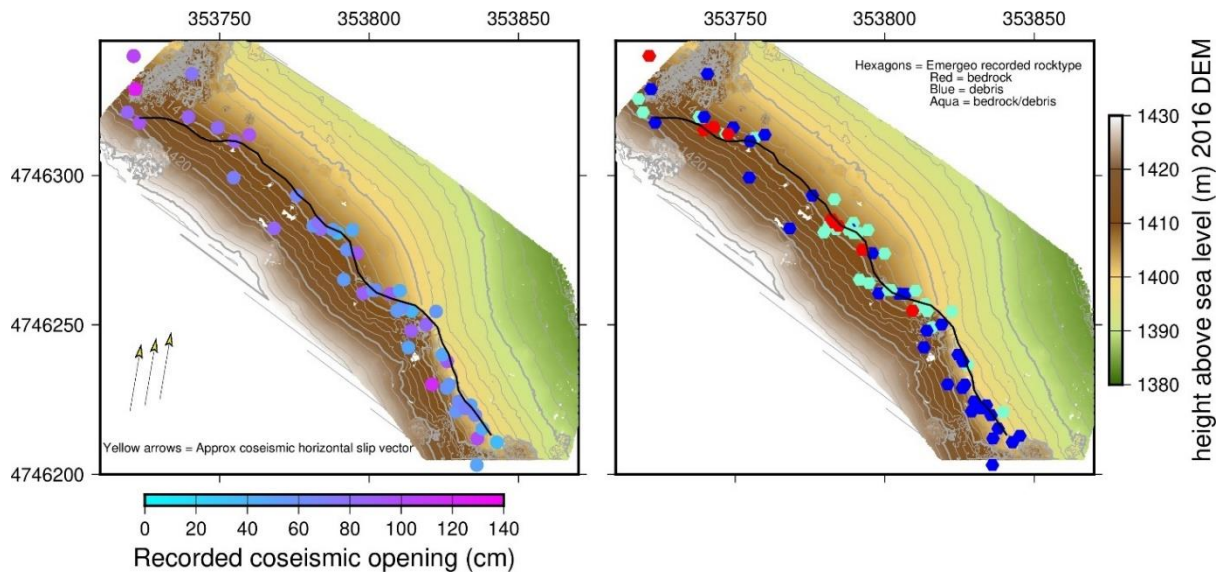 353750 353800 353850
353750 353800 353850
4746300
4746250
4746200
1420
1420
Yellow arrows = Approx coseismic horizontal slip vector
Hexagons = Emergeo recorded rocktype
Red = bedrock
Blue = debris
Aqua = bedrock/debris
0 20 40 60 80 100 120 140
Recorded coseismic opening (cm)
1430
1420
1410
1400
1390
1380
height above sea level (m) 2016 DEM